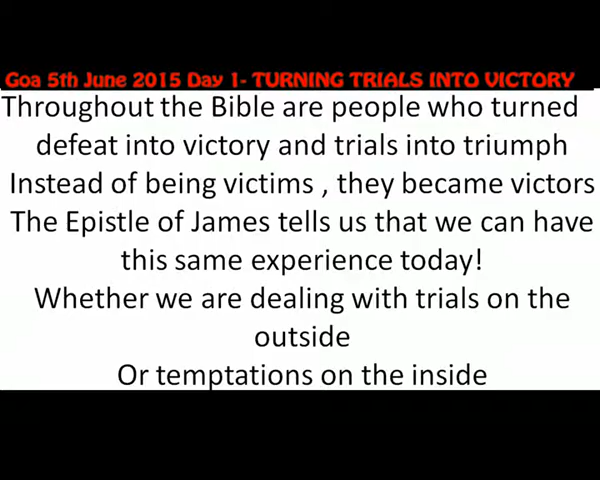 Goa 5th June 2015 Day 1- TURNING TRIALS INTO VICTORY
Throughout the Bible are people who turned
defeat into victory and trials into triumph
Instead of being victims , they became victors
The Epistle of James tells us that we can have
this same experience today!
Whether we are dealing with trials on the
outside
Or temptations on the inside